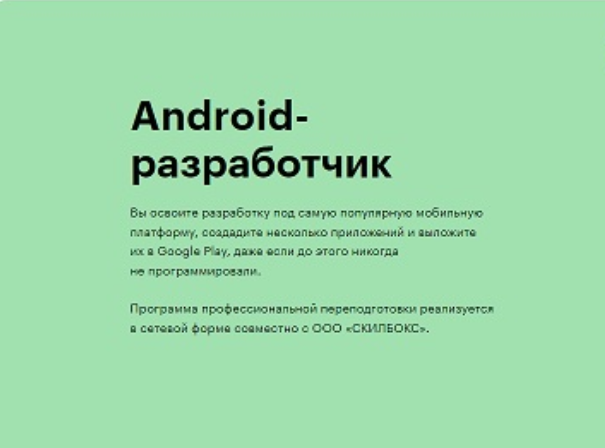 Android-
разработчик
Вы освоите разработку под самую популярную мобильную
платформу, создадите несколько приложений и выложите
их в Google Play, даже если до этого никогда
не программировали.
Программа профессиональной переподготовки реализуется
в сетевой форме совместно с ООО «СКИЛБОКС».